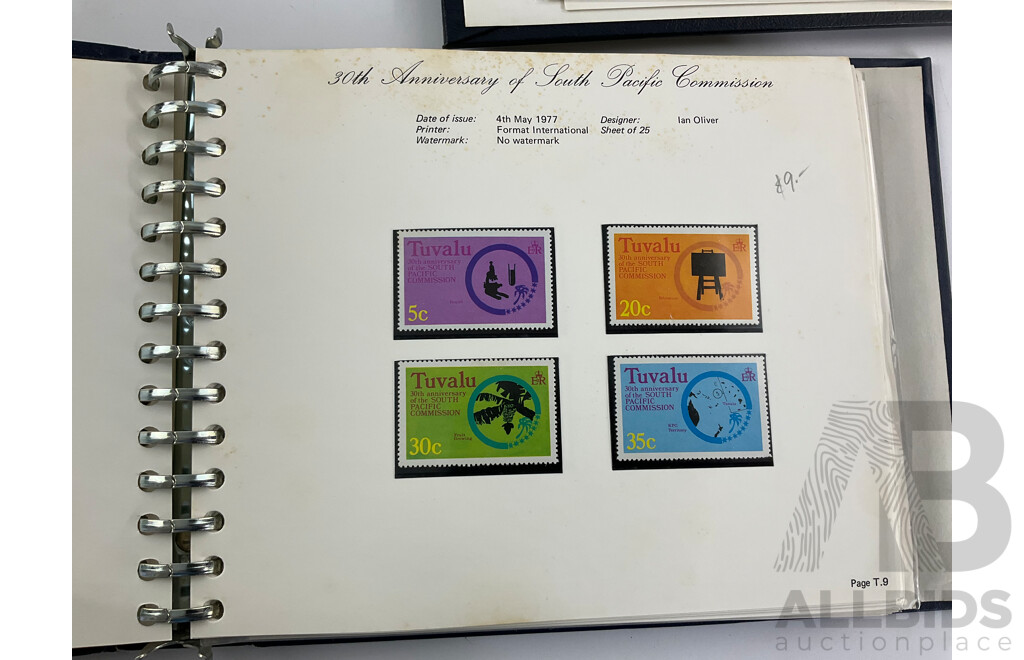 30th Anniversary of South Pacific Commission
Date of issue: 4th May 1977 Designer: Ian Oliver
Printer: Format International Sheet of 25
Watermark: No watermark
Tuvalu
30th anniversary
of the SOUTH
PACIFIC
COMMISSION
5c
Tuvalu
30th anniversary
of the SOUTH
PACIFIC
COMMISSION
20c
Tuvalu
30th anniversary
of the SOUTH
PACIFIC
COMMISSION
30c
Tuvalu
30th anniversary
of the SOUTH
PACIFIC
COMMISSION
35c
Page T.9
AB
ALLBIDS
auctionplace